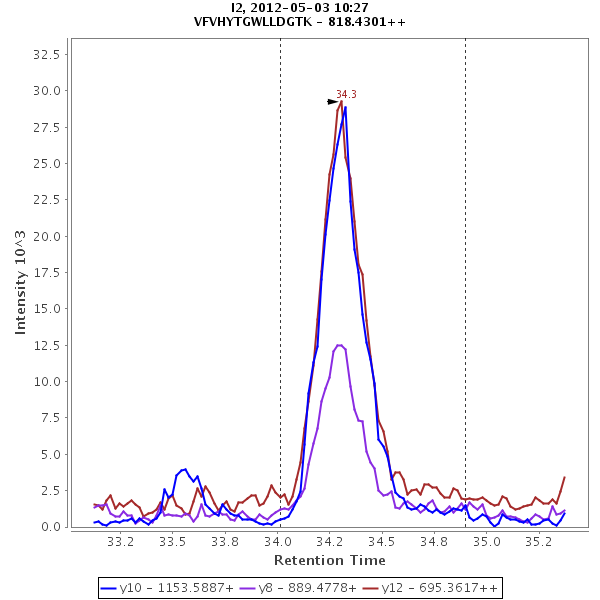 I2, 2012-05-03 10:27
VFVHYTGWLLDGTK - 818.4301++
34.3
Intensity 10^3
32.5
30.0
27.5
25.0
22.5
20.0
17.5
15.0
12.5
10.0
7.5
5.0
2.5
0.0
33.2 33.5 33.8 34.0 34.2 34.5 34.8 35.0 35.2
Retention Time
y10 - 1153.5887+ y8 - 889.4778+ y12 - 695.3617++